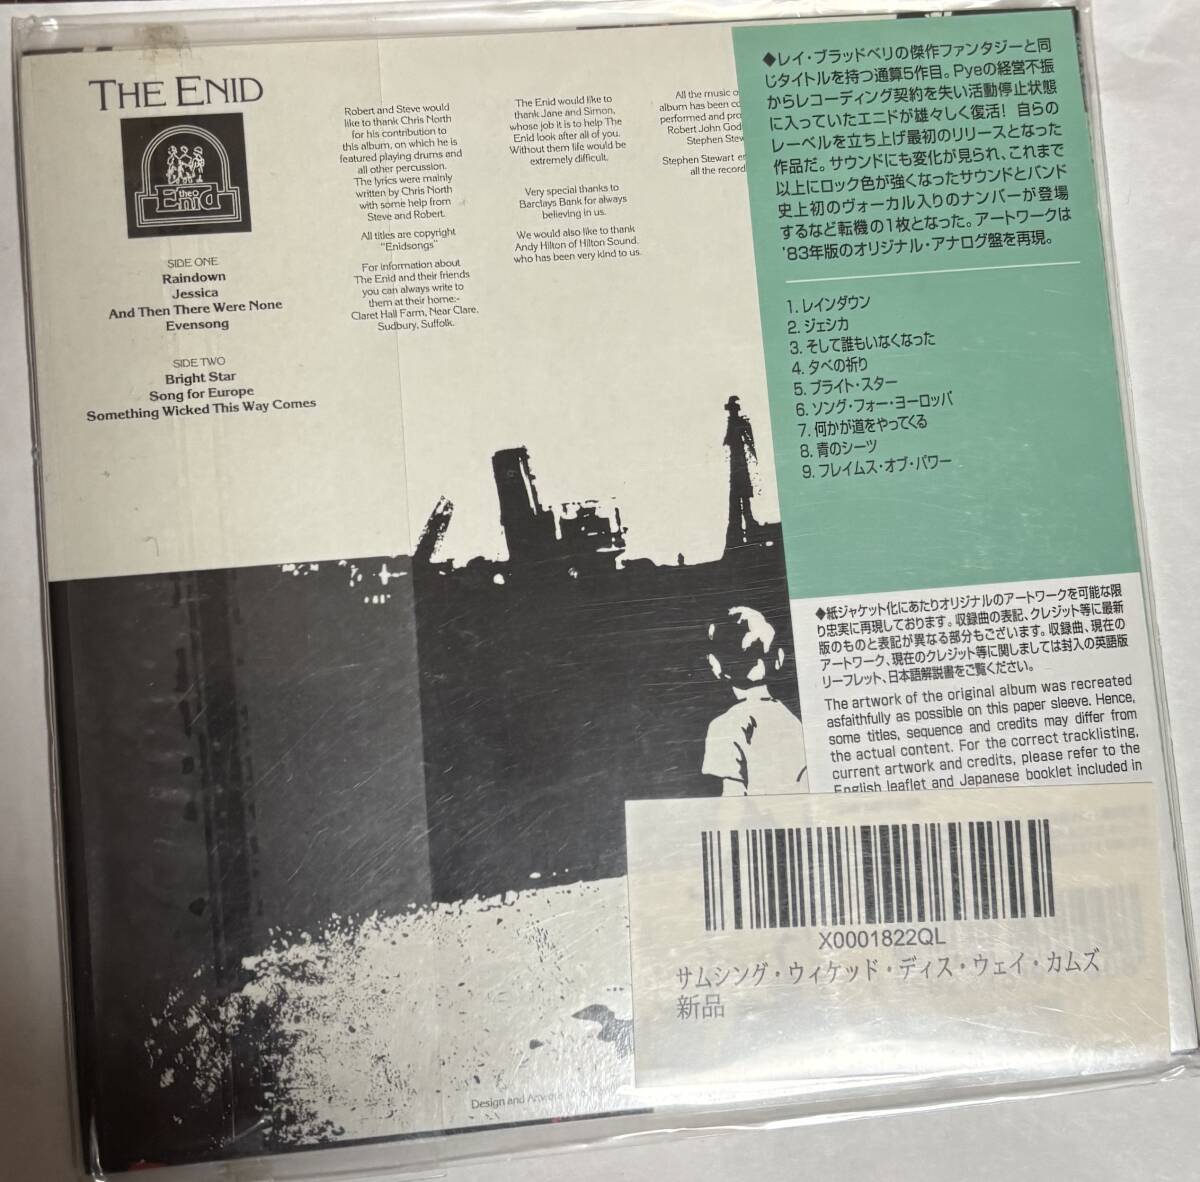 THE ENID
the
Enid
SIDE ONE
Raindown
Jessica
And Then There Were None
Evensong
SIDE TWO
Bright Star
Song for Europe
Something Wicked This Way Comes
Robert and Steve would
like to thank Chris North
for his contribution to
this album, on which he is
featured playing drums and
all other percussion.
The lyrics were mainly
written by Chris North
with some help from
Steve and Robert.
All titles are copyright
"Enidsongs"
For information about
The Enid and their friends
you can always write to
them at their home:-
Claret Hall Farm, Near Clare,
Sudbury, Suffolk.
The Enid would like to
thank Jane and Simon,
whose job it is to help The
Enid look after all of you.
Without them life would be
extremely difficult.
Very special thanks to
Barclays Bank for always
believing in us.
We would also like to thank
Andy Hilton of Hilton Sound,
who has been very kind to us.
All the music
album has been
performed and
Robert John
Stephen
Stephen Stewart
all the
◆レイ・ブラッドベリの傑作ファンタジーと同
じタイトルを持つ通算5作目。Pyeの経営不振
からレコーディング契約を失い活動停止状態
に入っていたエニドが雄々しく復活! 自らの
レーベルを立ち上げ最初のリリースとなった
作品だ。サウンドにも変化が見られ、これまで
以上にロック色が強くなったサウンドとバンド
史上初のヴォーカル入りのナンバーが登場
するなど転機の1枚となった。アートワークは
'83年版のオリジナル・アナログ盤を再現。
1. レインダウン
2. ジェシカ
3. そして誰もいなくなった
4. 夕べの祈り
5. ブライト・スター
6. ソング・フォー・ヨーロッパ
7. 何かが道をやってくる
8. 青のシーツ
9. フレイムス・オブ・パワー
◆紙ジャケット化にあたりオリジナルのアートワークを可能な限
り忠実に再現しております。収録曲の表記、クレジット等に最新
版のものと表記が異なる部分もございます。収録曲、現在の
アートワーク、現在のクレジット等に関しましては封入の英語版
リーフレット、日本語解説書をご覧ください。
The artwork of the original album was recreated
asfaithfully as possible on this paper sleeve. Hence,
some titles, sequence and credits may differ from
the actual content. For the correct tracklisting,
current artwork and credits, please refer to the
English leaflet and Japanese booklet included in
X0001822QL
サムシング・ウィケッド・ディス・ウェイ・カムズ
新品
Design and